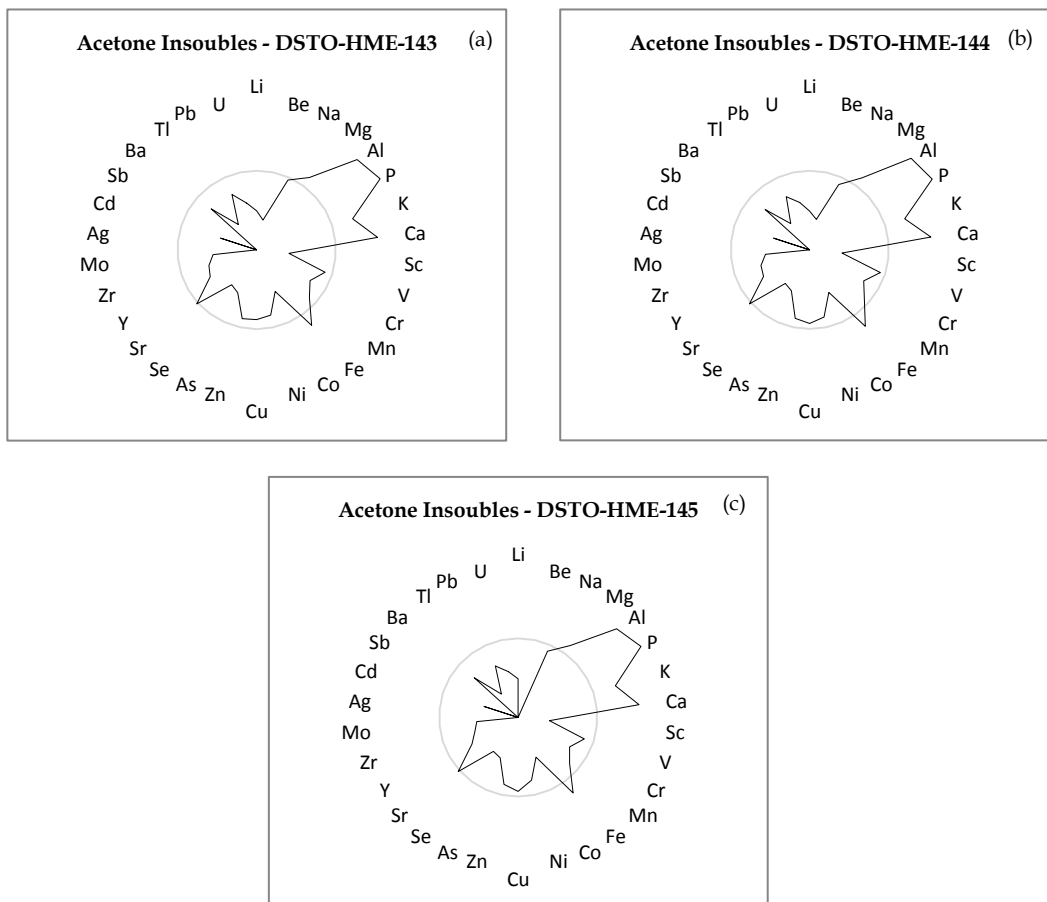 Acetone Insoubles - DSTO-HME-143
(a)
Li
Be
Na
Mg
Al
P
K
Ca
Sc
V
Cr
Mn
Fe
Co
Ni
Cu
Zn
As
Se
Sr
Y
Zr
Mo
Ag
Cd
Sb
Ba
Tl
Pb
U
Acetone Insoubles - DSTO-HME-144
(b)
Li
Be
Na
Mg
Al
P
K
Ca
Sc
V
Cr
Mn
Fe
Co
Ni
Cu
Zn
As
Se
Sr
Y
Zr
Mo
Ag
Cd
Sb
Ba
Tl
Pb
U
Acetone Insoubles - DSTO-HME-145
(c)
Li
Be
Na
Mg
Al
P
K
Ca
Sc
V
Cr
Mn
Fe
Co
Ni
Cu
Zn
As
Se
Sr
Y
Zr
Mo
Ag
Cd
Sb
Ba
Tl
Pb
U